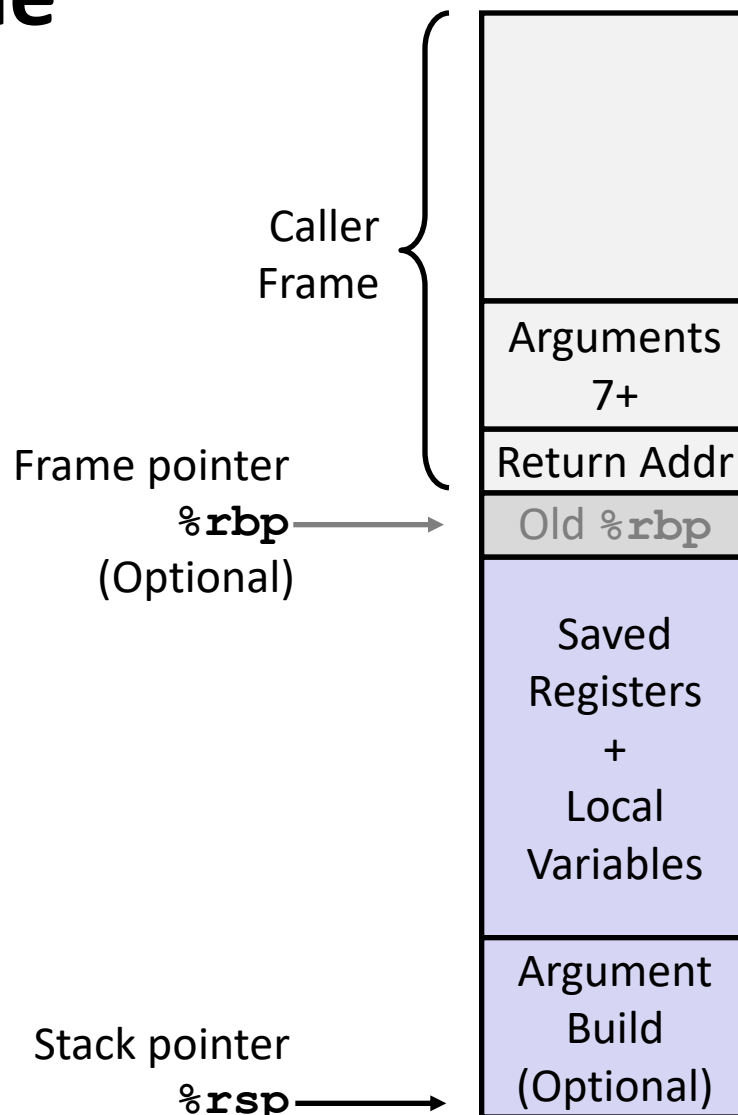 Caller
Frame
Arguments
7+
Return Addr
Frame pointer
%rbp
(Optional)
Old %rbp
Saved
Registers
+
Local
Variables
Argument
Build
(Optional)
Stack pointer
%rsp